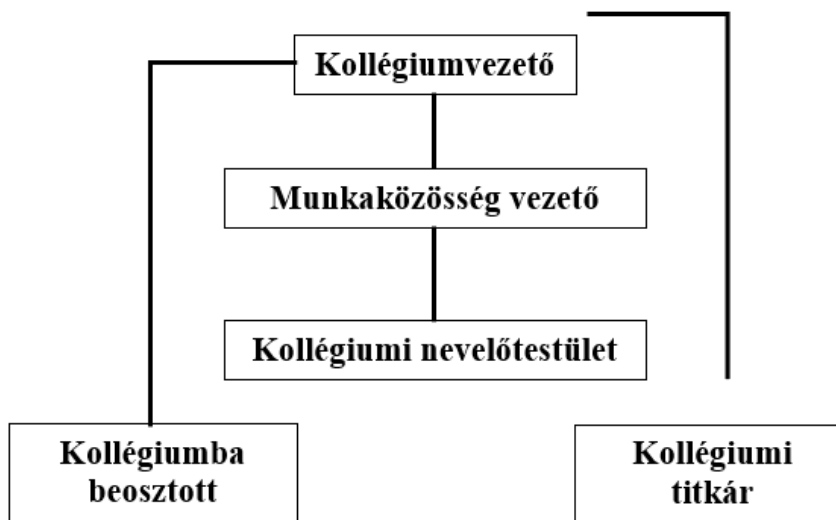 Kollégiumvezető
Munkaközösség vezető
Kollégiumi nevelőtestület
Kollégiumba
beosztott
Kollégiumi
titkár